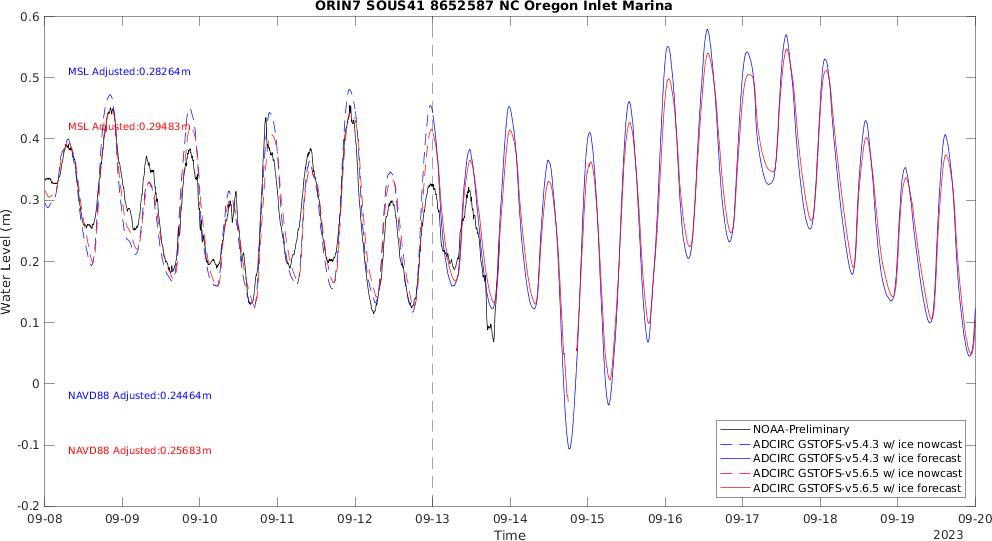 ORIN7 SOUS41 8652587 NC Oregon Inlet Marina
0.6
0.5
0.4
0.3
0.2
0.1
0
-0.1
-0.2
Water Level (m)
MSL Adjusted:0.28264m
MSL Adjusted:0.29483m
NAVD88 Adjusted:0.24464m
NAVD88 Adjusted:0.25683m
NOAA-Preliminary
ADCIRC GSTOFS-v5.4.3 w/ ice nowcast
ADCIRC GSTOFS-v5.4.3 w/ ice forecast
ADCIRC GSTOFS-v5.6.5 w/ ice nowcast
ADCIRC GSTOFS-v5.6.5 w/ ice forecast
09-08 09-09 09-10 09-11 09-12 09-13 09-14 09-15 09-16 09-17 09-18 09-19 09-20
Time
2023